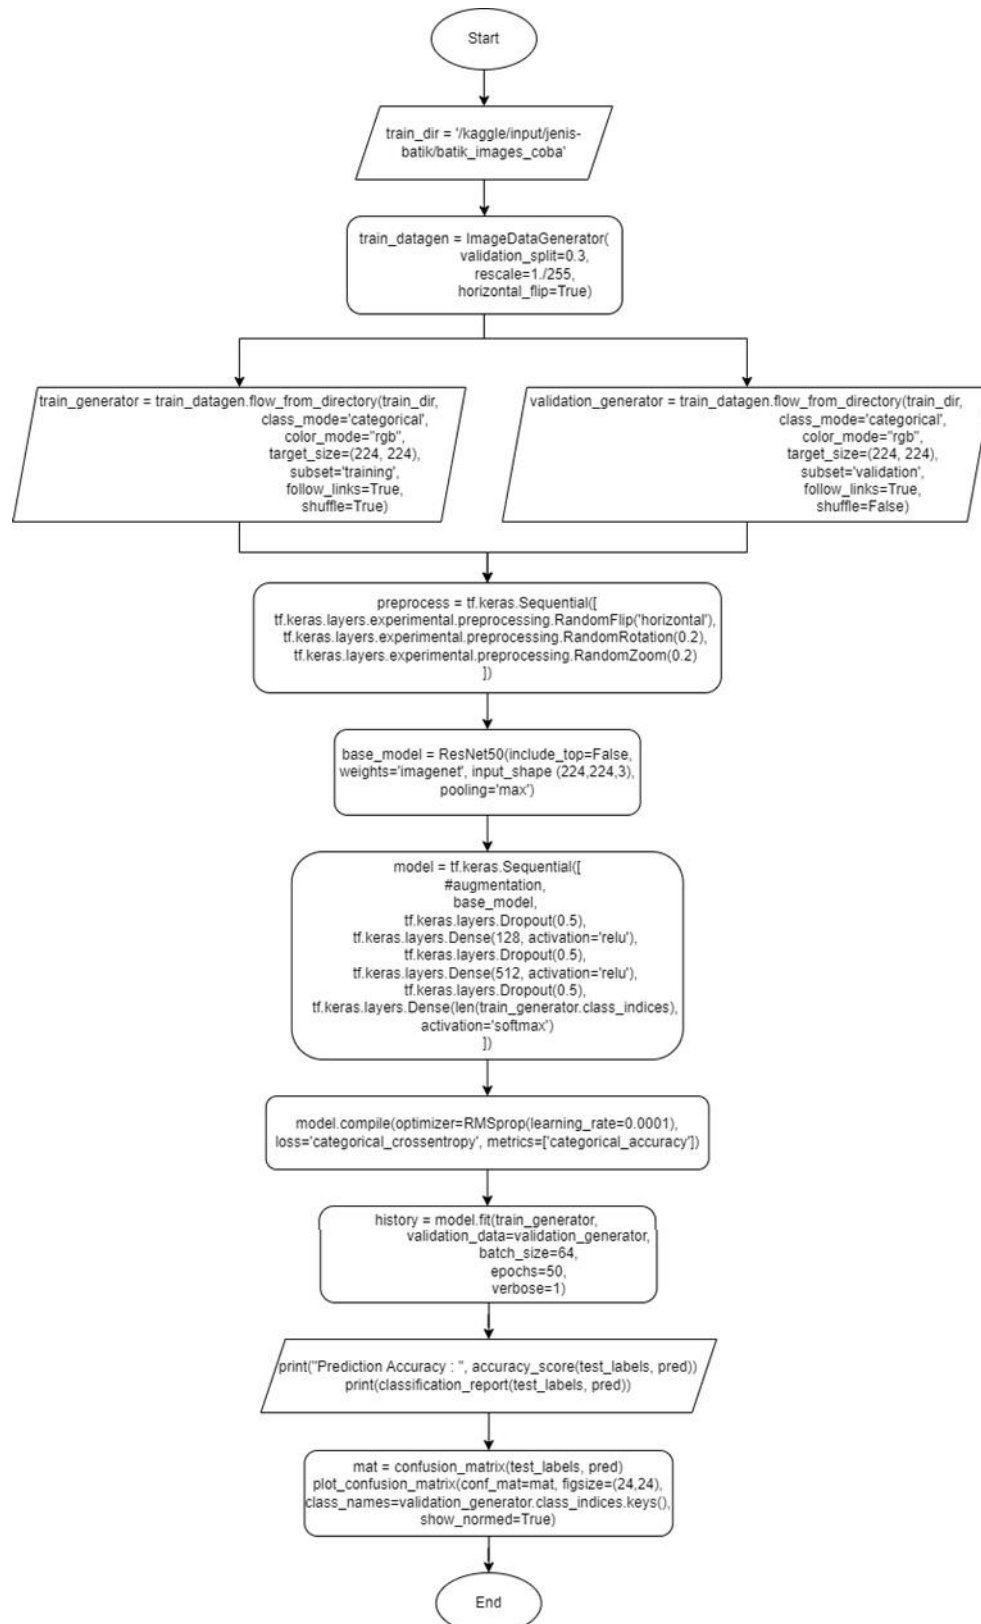 Start
train_dir = '/kaggle/input/jenis-
batik/batik_images_coba'
train_datagen = ImageDataGenerator(
validation_split=0.3,
rescale=1./255,
horizontal_flip=True)
train_generator = train_datagen.flow_from_directory(train_dir,
class_mode='categorical',
color_mode="rgb",
target_size=(224, 224),
subset='training',
follow_links=True,
shuffle=True)
validation_generator = train_datagen.flow_from_directory(train_dir,
class_mode='categorical',
color_mode="rgb",
target_size=(224, 224),
subset='validation',
follow_links=True,
shuffle=False)
preprocess = tf.keras.Sequential([
tf.keras.layers.experimental.preprocessing.RandomFlip('horizontal'),
tf.keras.layers.experimental.preprocessing.RandomRotation(0.2),
tf.keras.layers.experimental.preprocessing.RandomZoom(0.2)
])
base_model = ResNet50(include_top=False,
weights='imagenet', input_shape (224,224,3),
pooling='max')
model = tf.keras.Sequential([
#augmentation,
base_model,
tf.keras.layers.Dropout(0.5),
tf.keras.layers.Dense(128, activation='relu'),
tf.keras.layers.Dropout(0.5),
tf.keras.layers.Dense(512, activation='relu'),
tf.keras.layers.Dropout(0.5),
tf.keras.layers.Dense(len(train_generator.class_indices),
activation='softmax')
])
model.compile(optimizer=RMSprop(learning_rate=0.0001),
loss='categorical_crossentropy', metrics=['categorical_accuracy'])
history = model.fit(train_generator,
validation_data=validation_generator,
batch_size=64,
epochs=50,
verbose=1)
print("Prediction Accuracy : ", accuracy_score(test_labels, pred))
print(classification_report(test_labels, pred))
mat = confusion_matrix(test_labels, pred)
plot_confusion_matrix(conf_mat=mat, figsize=(24,24),
class_names=validation_generator.class_indices.keys(),
show_normed=True)
End